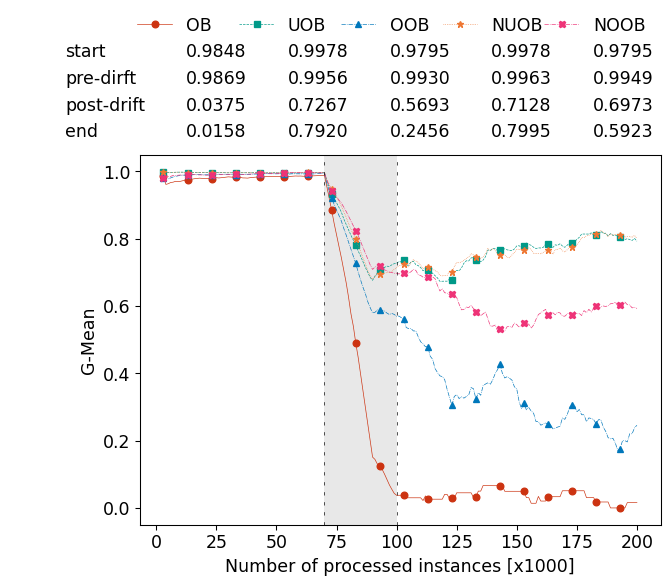 OB UOB OOB NUOB NOOB
start 0.9848 0.9978 0.9795 0.9978 0.9795
pre-dirft 0.9869 0.9956 0.9930 0.9963 0.9949
post-drift 0.0375 0.7267 0.5693 0.7128 0.6973
end 0.0158 0.7920 0.2456 0.7995 0.5923
1.0
0.8
0.6
0.4
0.2
0.0
G-Mean
0 25 50 75 100 125 150 175 200
Number of processed instances [x1000]